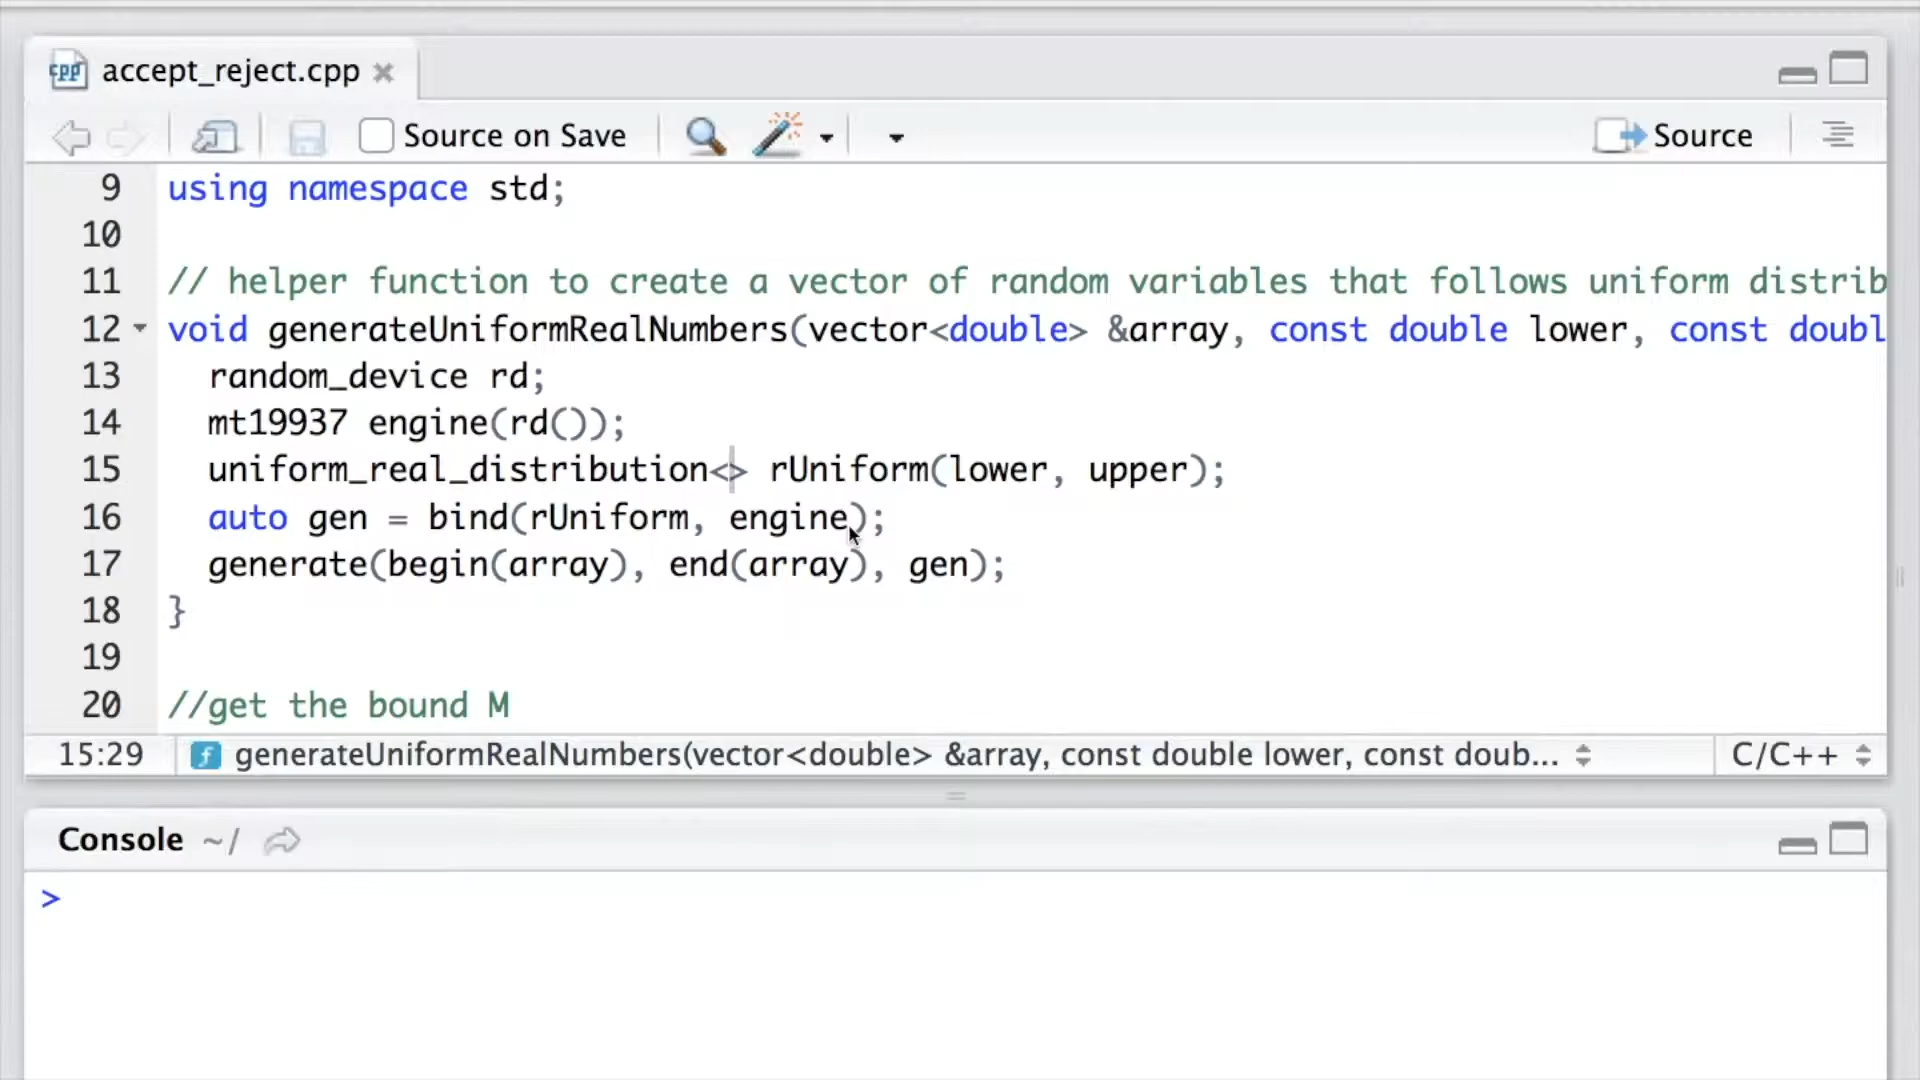 accept_reject.cpp
Source on Save
Source
9 using namespace std;
10
11 // helper function to create a vector of random variables that follows uniform distrib
12 void generateUniformRealNumbers(vector<double> &array, const double lower, const doubl
13 random_device rd;
14 mt19937 engine(rd());
15 uniform_real_distribution<> rUniform(lower, upper);
16 auto gen = bind(rUniform, engine);
17 generate(begin(array), end(array), gen);
18 }
19
20 //get the bound M
15:29 generateUniformRealNumbers(vector<double> &array, const double lower, const doub... C/C++
Console ~/
>